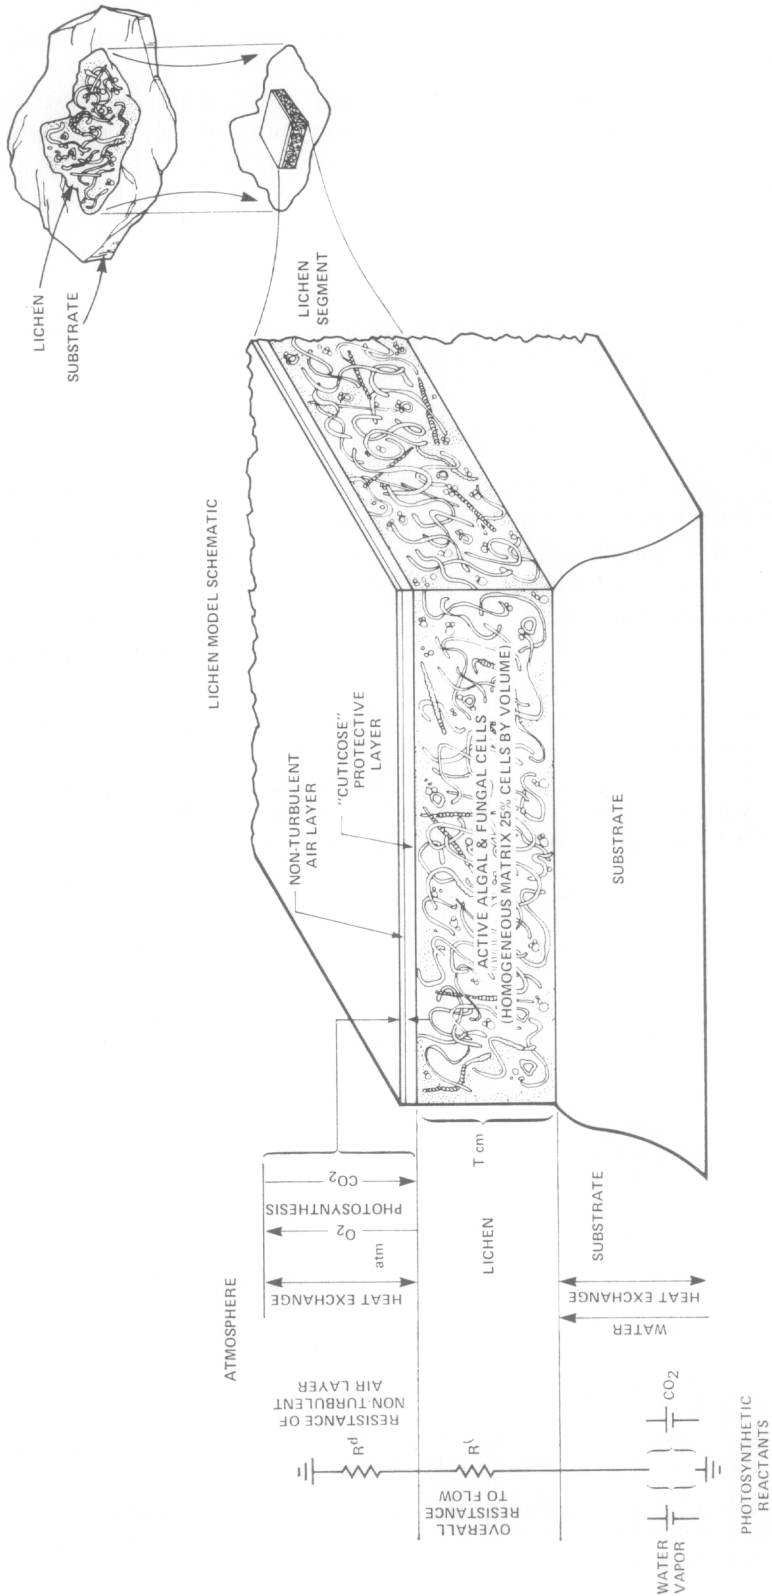 LICHEN
SUBSTRATE
LICHEN
SEGMENT
LICHEN MODEL SCHEMATIC
NON-TURBULENT
AIR LAYER
"CUTICOSE"
PROTECTIVE
LAYER
ACTIVE ALGAL & FUNGAL CELLS
(HOMOGENEOUS MATRIX 25% CELLS BY VOLUME)
SUBSTRATE
ATMOSPHERE
HEAT EXCHANGE
atm
O2
PHOTOSYNTHESIS
CO2
T cm
LICHEN
SUBSTRATE
HEAT EXCHANGE
WATER
RESISTANCE OF
NON-TURBULENT
AIR LAYER
Rd
Rl
OVERALL
RESISTANCE
TO FLOW
WATER
VAPOR
CO2
PHOTOSYNTHETIC
REACTANTS